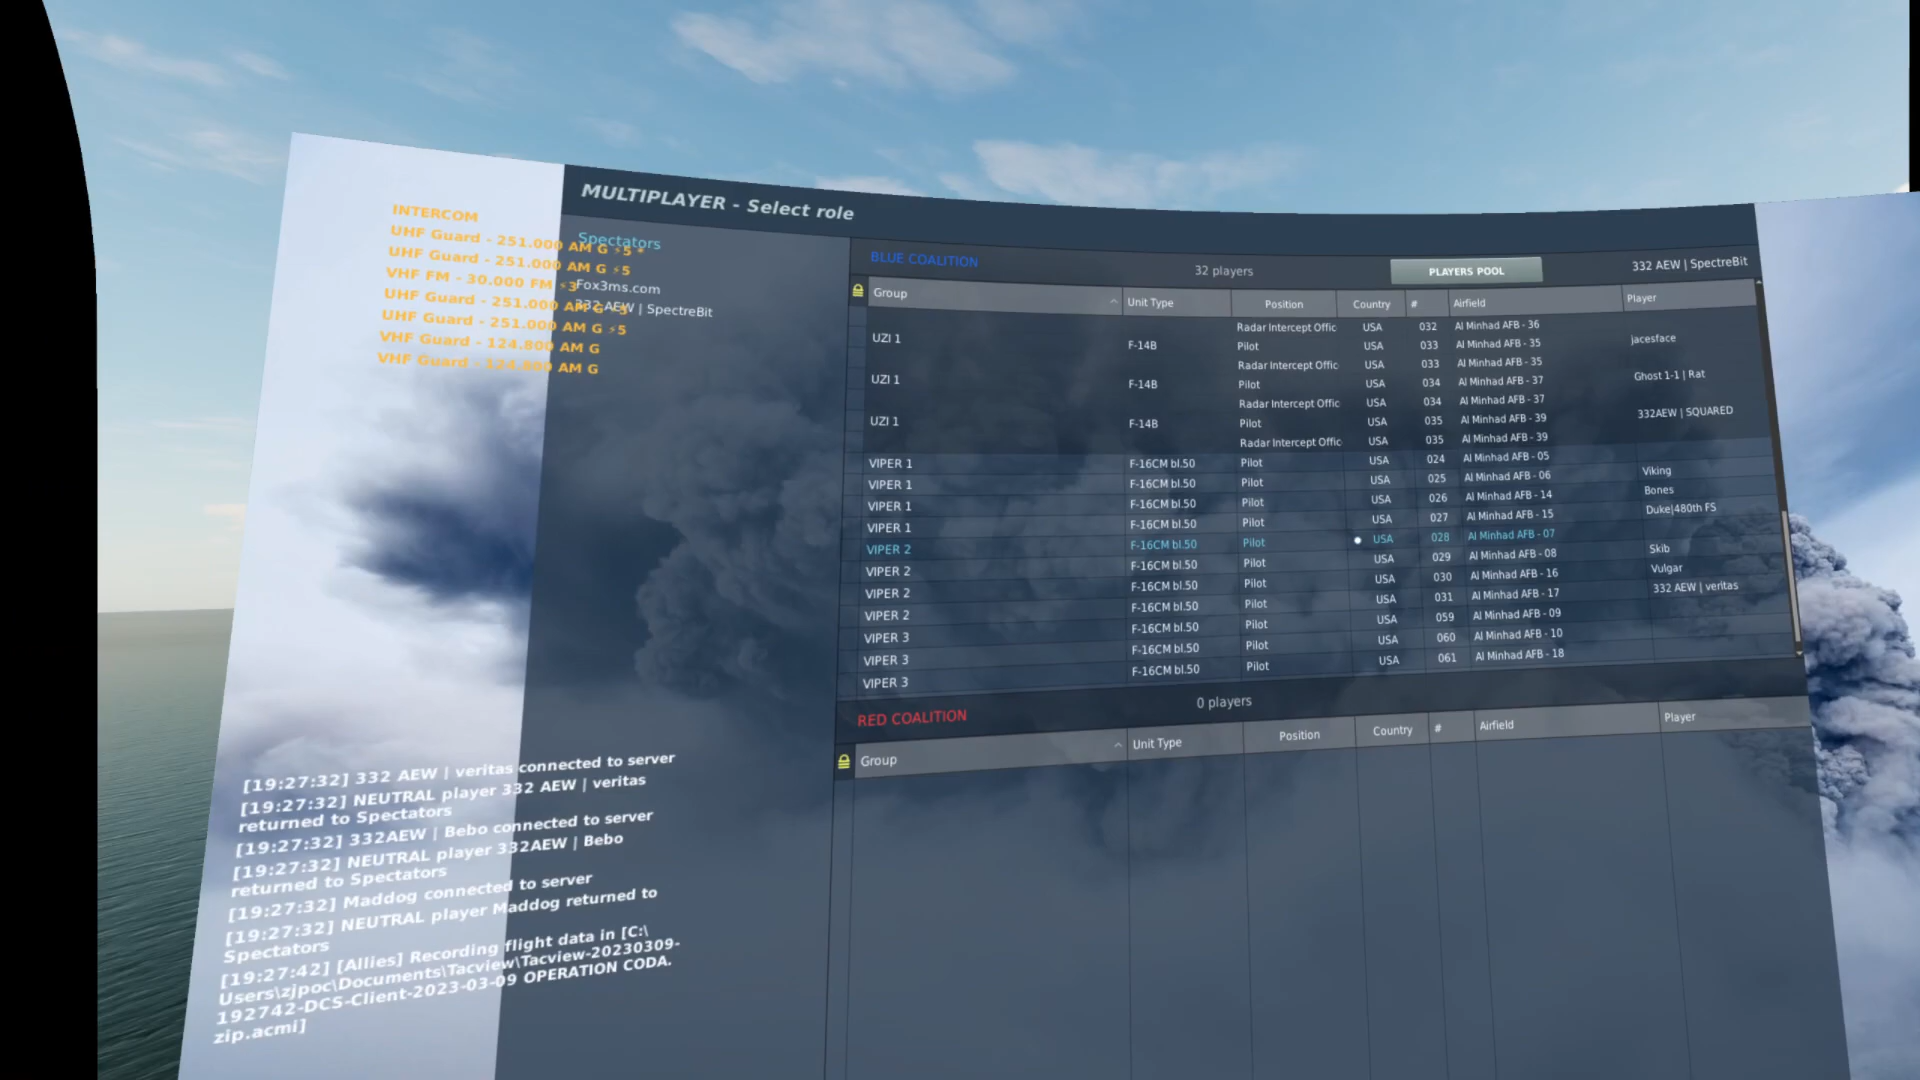 MULTIPLAYER - Select role
INTERCOM
UHF Guard - 251.000 AM G ⚡5 *
UHF Guard - 251.000 AM G ⚡5
VHF FM - 30.000 FM ⚡3
UHF Guard - 251.000 AM G ⚡5
UHF Guard - 251.000 AM G ⚡5
VHF Guard - 124.800 AM G
VHF Guard - 124.800 AM G
Spectators
Fox3ms.com
332 AEW | SpectreBit
BLUE COALITION 32 players PLAYERS POOL 332 AEW | SpectreBit
Group Unit Type Position Country # Airfield Player
Radar Intercept Offic USA 032 Al Minhad AFB - 36
UZI 1 F-14B Pilot USA 033 Al Minhad AFB - 35 jacesface
Radar Intercept Offic USA 033 Al Minhad AFB - 35
UZI 1 F-14B Pilot USA 034 Al Minhad AFB - 37 Ghost 1-1 | Rat
Radar Intercept Offic USA 034 Al Minhad AFB - 37
UZI 1 F-14B Pilot USA 035 Al Minhad AFB - 39 332AEW | SQUARED
Radar Intercept Offic USA 035 Al Minhad AFB - 39
VIPER 1 F-16CM bl.50 Pilot USA 024 Al Minhad AFB - 05
VIPER 1 F-16CM bl.50 Pilot USA 025 Al Minhad AFB - 06 Viking
VIPER 1 F-16CM bl.50 Pilot USA 026 Al Minhad AFB - 14 Bones
VIPER 1 F-16CM bl.50 Pilot USA 027 Al Minhad AFB - 15 Duke|480th FS
VIPER 2 F-16CM bl.50 Pilot USA 028 Al Minhad AFB - 07
VIPER 2 F-16CM bl.50 Pilot USA 029 Al Minhad AFB - 08 Skib
VIPER 2 F-16CM bl.50 Pilot USA 030 Al Minhad AFB - 16 Vulgar
VIPER 2 F-16CM bl.50 Pilot USA 031 Al Minhad AFB - 17 332 AEW | veritas
VIPER 3 F-16CM bl.50 Pilot USA 059 Al Minhad AFB - 09
VIPER 3 F-16CM bl.50 Pilot USA 060 Al Minhad AFB - 10
VIPER 3 F-16CM bl.50 Pilot USA 061 Al Minhad AFB - 18
RED COALITION 0 players
Group Unit Type Position Country # Airfield Player
[19:27:32] 332 AEW | veritas connected to server
[19:27:32] NEUTRAL player 332 AEW | veritas
returned to Spectators
[19:27:32] 332AEW | Bebo connected to server
[19:27:32] NEUTRAL player 332AEW | Bebo
returned to Spectators
[19:27:32] Maddog connected to server
[19:27:32] NEUTRAL player Maddog returned to
Spectators
[19:27:42] [Allies] Recording flight data in [C:\
Users\zjpoc\Documents\Tacview\Tacview-20230309-
192742-DCS-Client-2023-03-09 OPERATION CODA.
zip.acmi]